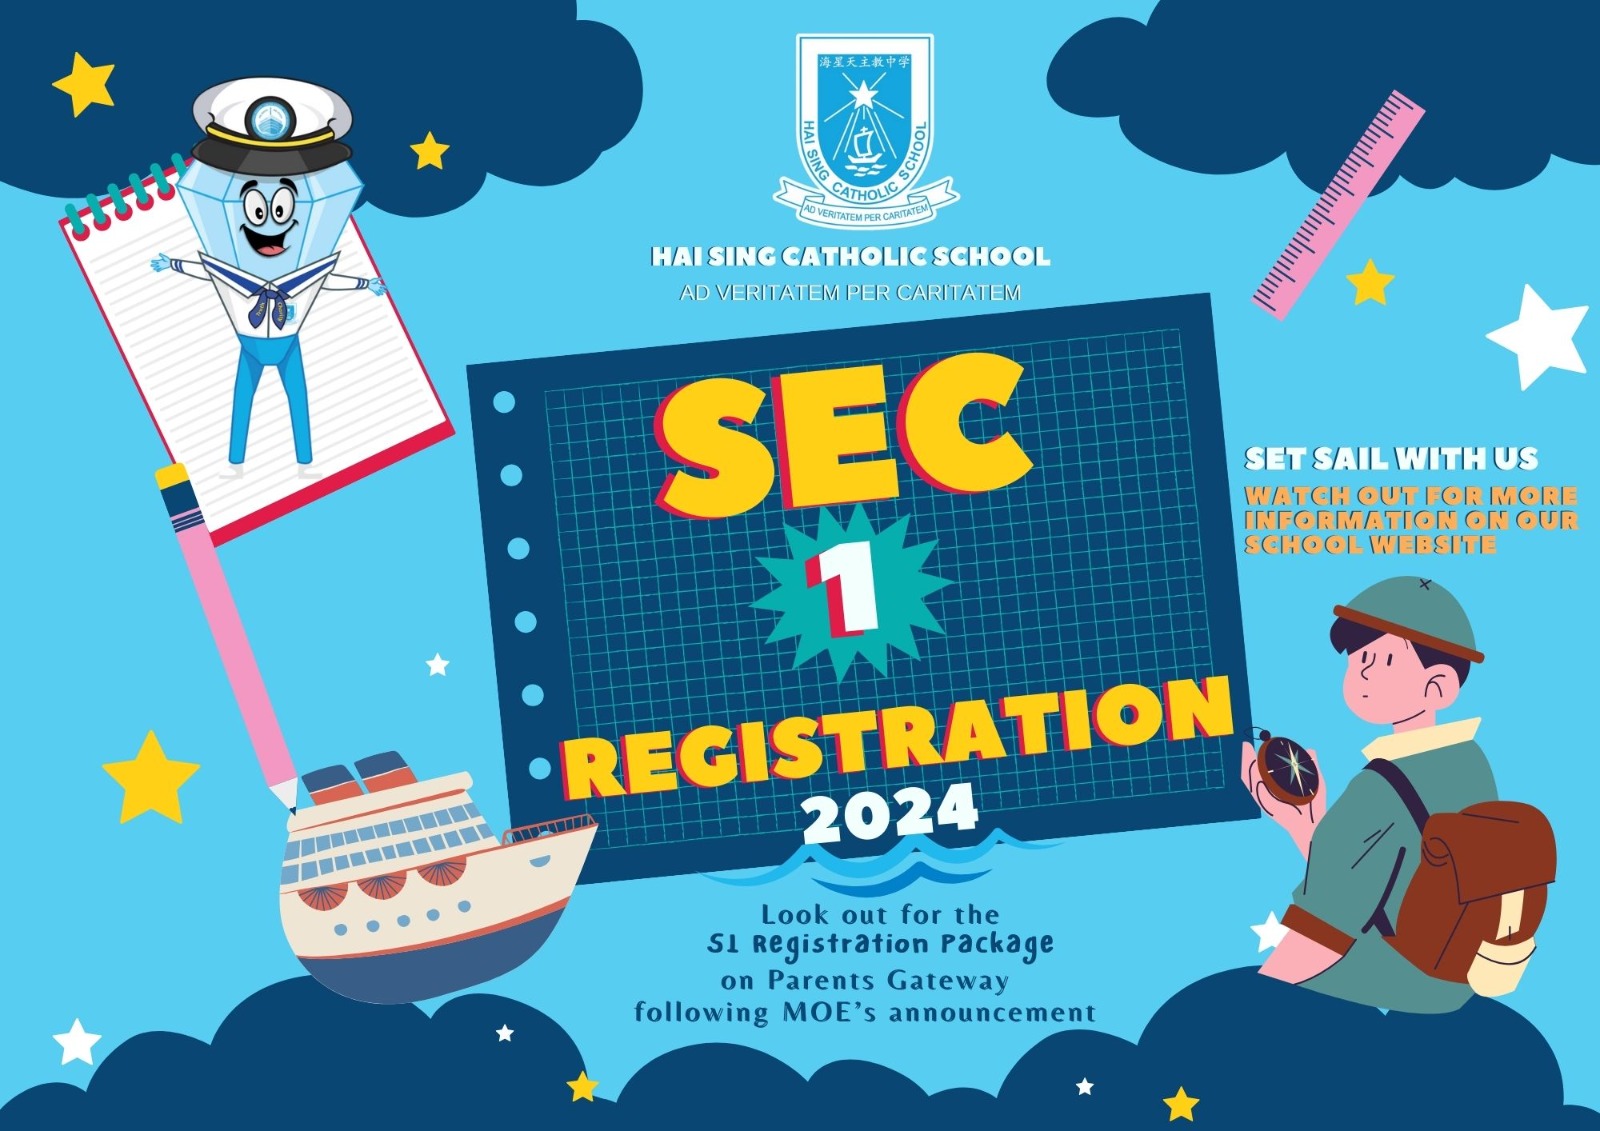 海星天主教中学
HAI SING CATHOLIC SCHOOL
AD VERITATEM PER CARITATEM
HAI SING CATHOLIC SCHOOL
AD VERITATEM PER CARITATEM
SEC
1
REGISTRATION
2024
SET SAIL WITH US
WATCH OUT FOR MORE
INFORMATION ON OUR
SCHOOL WEBSITE
Look out for the
S1 Registration Package
on Parents Gateway
following MOE's announcement